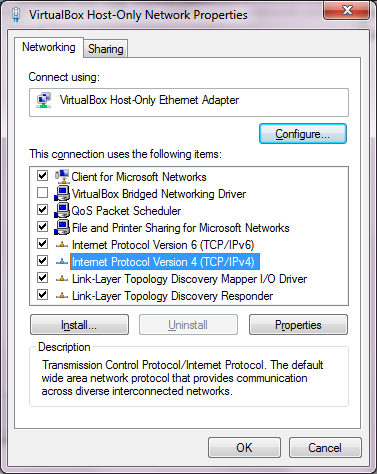 VirtualBox Host-Only Network Properties
Networking
Sharing
Connect using:
VirtualBox Host-Only Ethernet Adapter
Configure...
This connection uses the following items:
Client for Microsoft Networks
VirtualBox Bridged Networking Driver
QoS Packet Scheduler
File and Printer Sharing for Microsoft Networks
Internet Protocol Version 6 (TCP/IPv6)
Internet Protocol Version 4 (TCP/IPv4)
Link-Layer Topology Discovery Mapper I/O Driver
Link-Layer Topology Discovery Responder
Install...
Uninstall
Properties
Description
Transmission Control Protocol/Internet Protocol. The default
wide area network protocol that provides communication
across diverse interconnected networks.
OK
Cancel